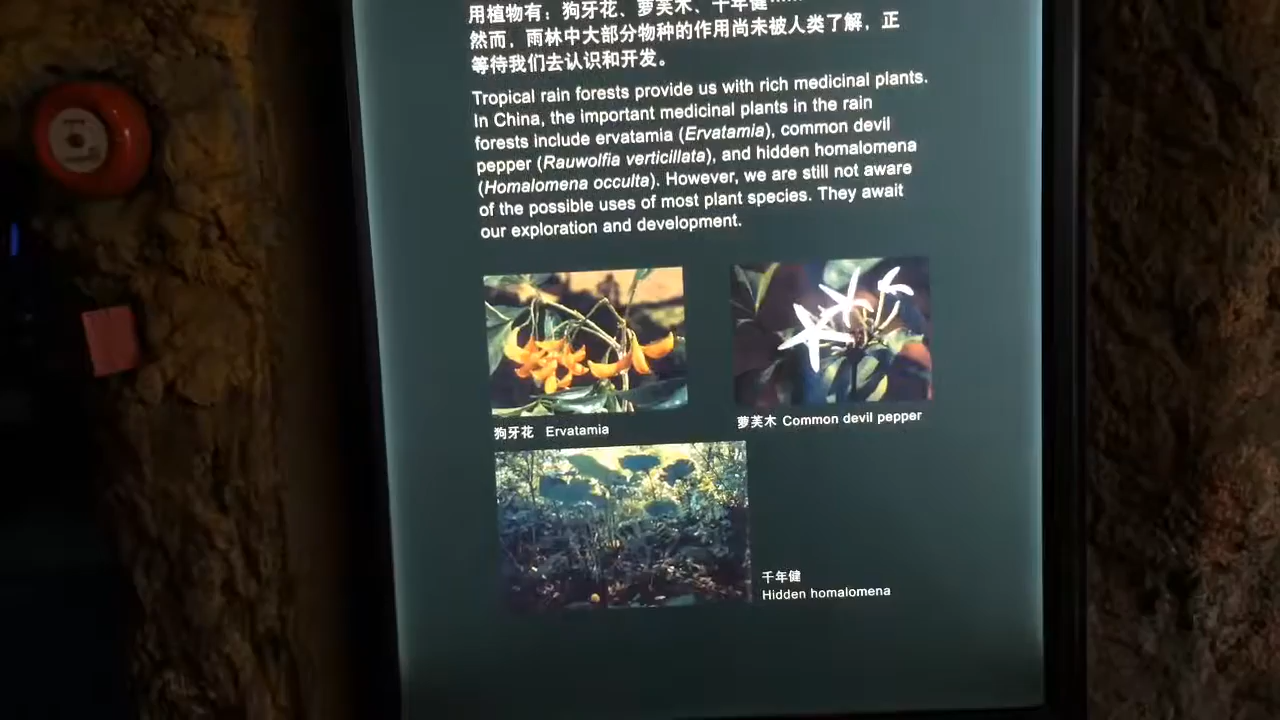 用植物有：狗牙花、萝芙木、千年健……
然而，雨林中大部分物种的作用尚未被人类了解，正
等待我们去认识和开发。
Tropical rain forests provide us with rich medicinal plants.
In China, the important medicinal plants in the rain
forests include ervatamia (Ervatamia), common devil
pepper (Rauwolfia verticillata), and hidden homalomena
(Homalomena occulta). However, we are still not aware
of the possible uses of most plant species. They await
our exploration and development.
狗牙花 Ervatamia
萝芙木 Common devil pepper
千年健
Hidden homalomena